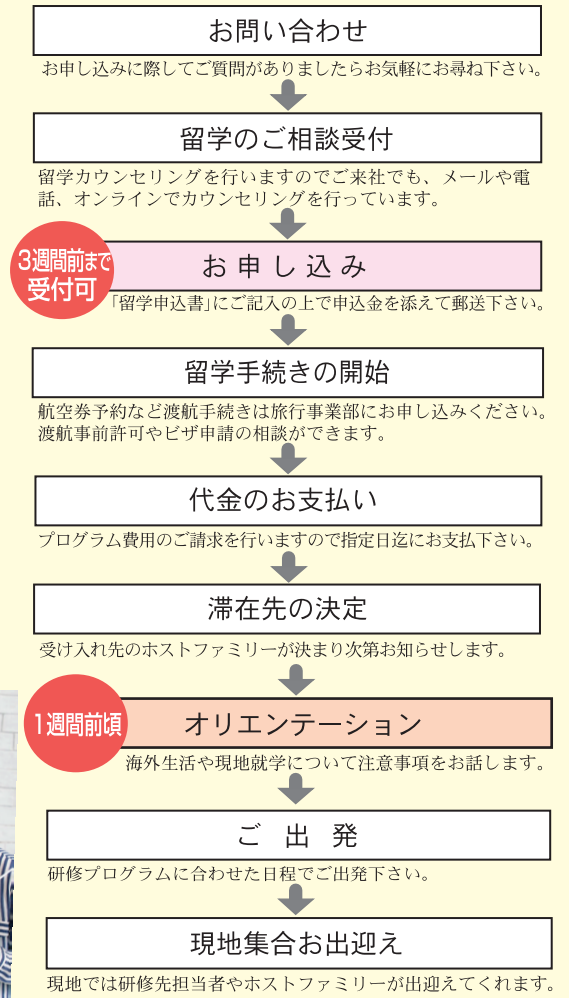 お問い合わせ
お申し込みに際してご質問がありましたらお気軽にお尋ね下さい。
留学のご相談受付
留学カウンセリングを行いますのでご来社でも、メールや電
話、オンラインでカウンセリングを行っています。
3週間前まで
受付可
お申し込み
「留学申込書」にご記入の上で申込金を添えて郵送下さい。
留学手続きの開始
航空券予約など渡航手続きは旅行事業部にお申し込みください。
渡航事前許可やビザ申請の相談ができます。
代金のお支払い
プログラム費用のご請求を行いますので指定日迄にお支払下さい。
滞在先の決定
受け入れ先のホストファミリーが決まり次第お知らせします。
1週間前頃
オリエンテーション
海外生活や現地就学について注意事項をお話します。
ご出発
研修プログラムに合わせた日程でご出発下さい。
現地集合お出迎え
現地では研修先担当者やホストファミリーが出迎えてくれます。